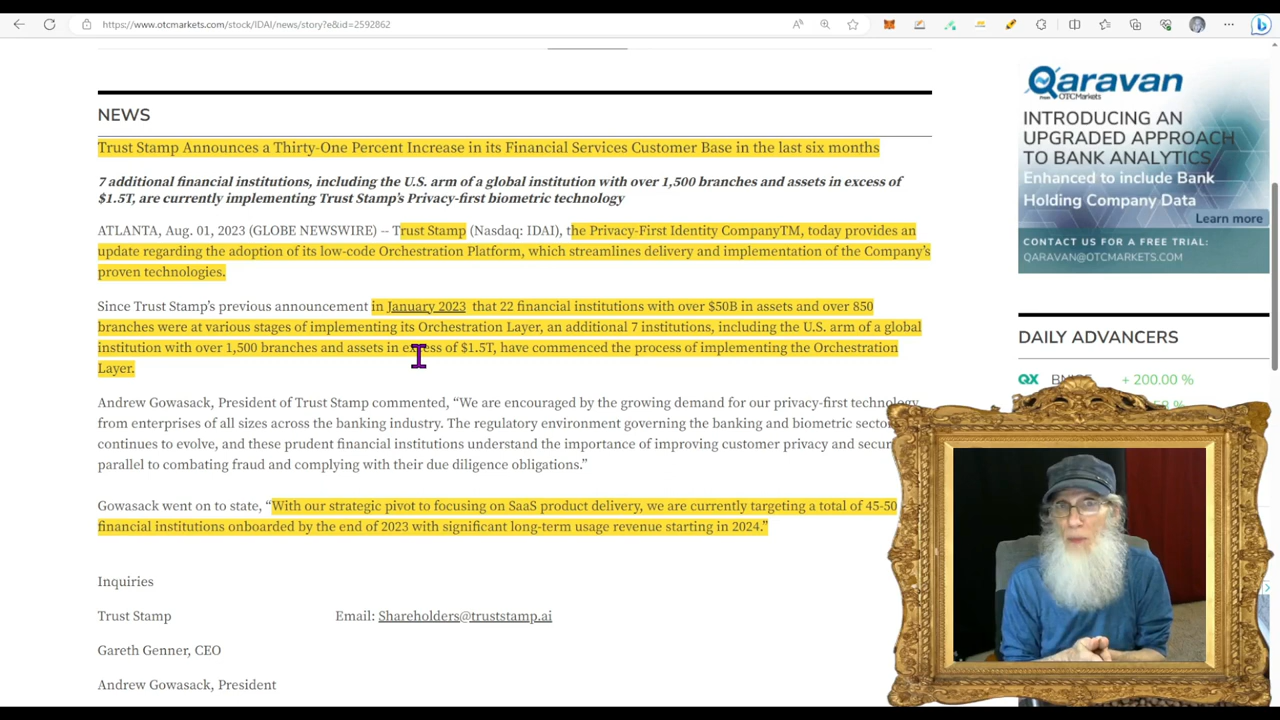 https://www.otcmarkets.com/stock/IDAI/news/story?e&id=2592862
NEWS
Trust Stamp Announces a Thirty-One Percent Increase in its Financial Services Customer Base in the last six months
7 additional financial institutions, including the U.S. arm of a global institution with over 1,500 branches and assets in excess of
$1.5T, are currently implementing Trust Stamp's Privacy-first biometric technology
ATLANTA, Aug. 01, 2023 (GLOBE NEWSWIRE) -- Trust Stamp (Nasdaq: IDAI), the Privacy-First Identity CompanyTM, today provides an
update regarding the adoption of its low-code Orchestration Platform, which streamlines delivery and implementation of the Company's
proven technologies.
Since Trust Stamp's previous announcement in January 2023 that 22 financial institutions with over $50B in assets and over 850
branches were at various stages of implementing its Orchestration Layer, an additional 7 institutions, including the U.S. arm of a global
institution with over 1,500 branches and assets in excess of $1.5T, have commenced the process of implementing the Orchestration
Layer.
Andrew Gowasack, President of Trust Stamp commented, "We are encouraged by the growing demand for our privacy-first technology
from enterprises of all sizes across the banking industry. The regulatory environment governing the banking and biometric sectors
continues to evolve, and these prudent financial institutions understand the importance of improving customer privacy and
parallel to combating fraud and complying with their due diligence obligations."
Gowasack went on to state, "With our strategic pivot to focusing on SaaS product delivery, we are currently targeting a total of 45-50
financial institutions onboarded by the end of 2023 with significant long-term usage revenue starting in 2024."
Inquiries
Trust Stamp Email: Shareholders@truststamp.ai
Gareth Genner, CEO
Andrew Gowasack, President
Qaravan
From OTCMarkets
INTRODUCING AN
UPGRADED APPROACH
TO BANK ANALYTICS
Enhanced to include Bank
Holding Company Data
Learn more
CONTACT US FOR A FREE TRIAL:
QARAVAN@OTCMARKETS.COM
DAILY ADVANCERS
QX + 200.00 %